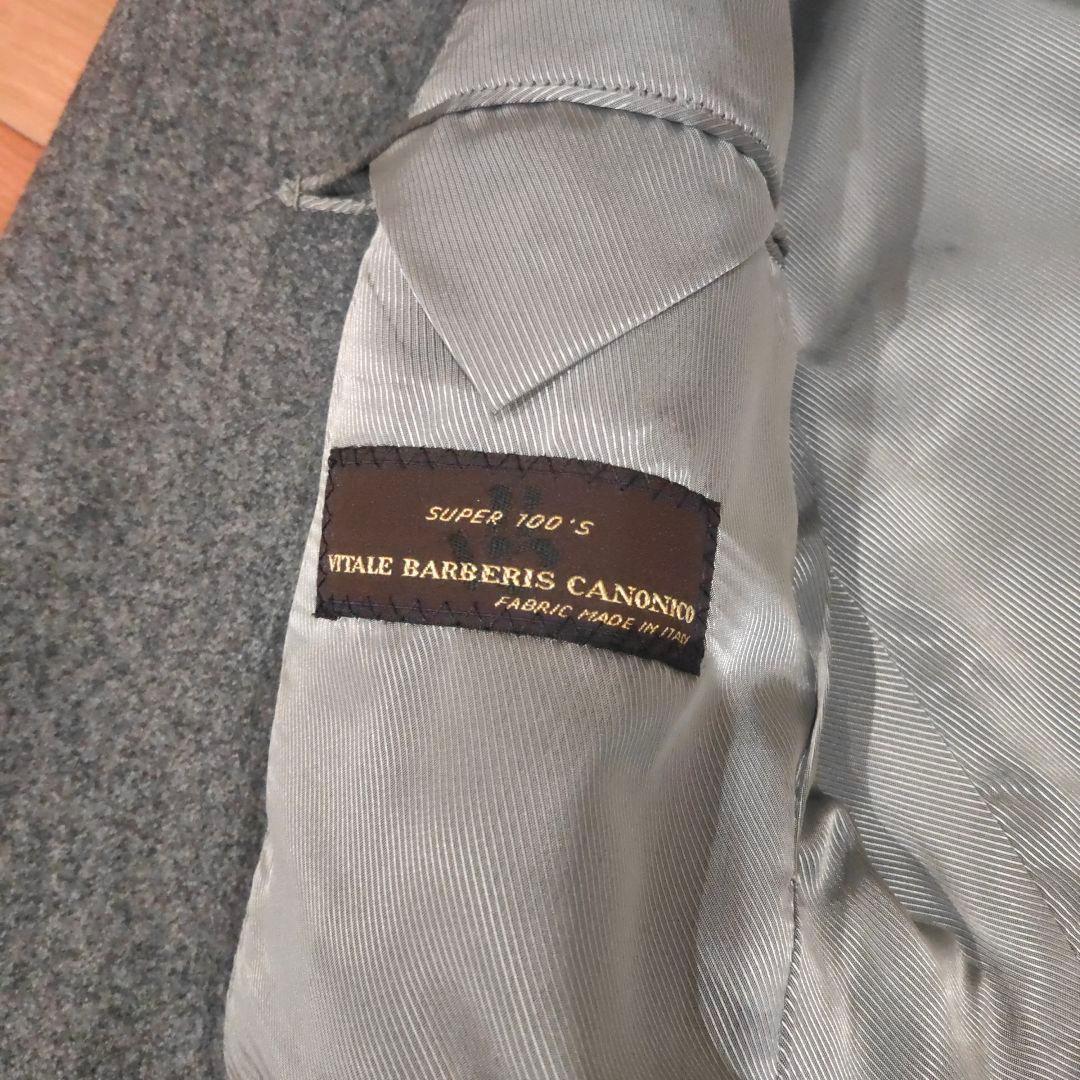 SUPER 100'S
VITALE BARBERIS CANONICO
FABRIC MADE IN ITALY